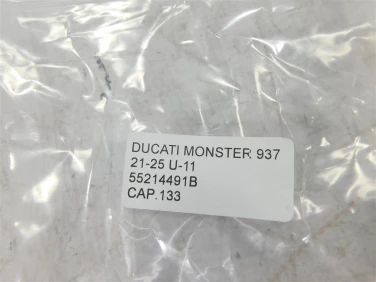 DUCATI MONSTER 937
21-25 U-11
55214491B
CAP.133